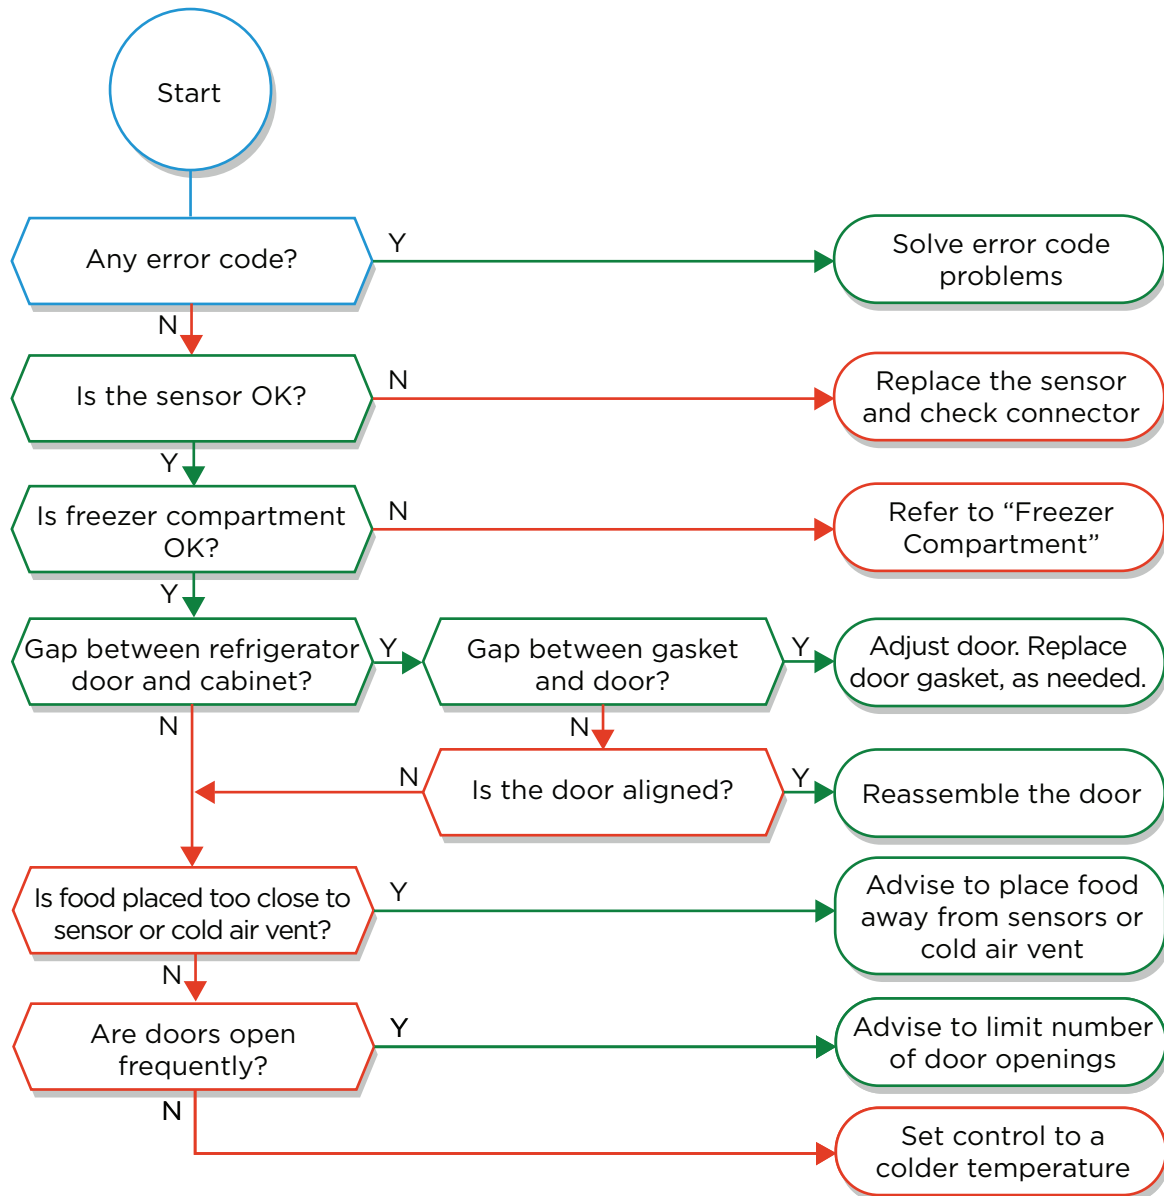 Start
Any error code?
Y
Solve error code
problems
N
Is the sensor OK?
N
Replace the sensor
and check connector
Y
Is freezer compartment
OK?
N
Refer to “Freezer
Compartment”
Y
Gap between refrigerator
door and cabinet?
Y
Gap between gasket
and door?
Y
Adjust door. Replace
door gasket, as needed.
N
N
Is the door aligned?
N
Y
Reassemble the door
Is food placed too close to
sensor or cold air vent?
Y
Advise to place food
away from sensors or
cold air vent
N
Are doors open
frequently?
Y
Advise to limit number
of door openings
N
Set control to a
colder temperature